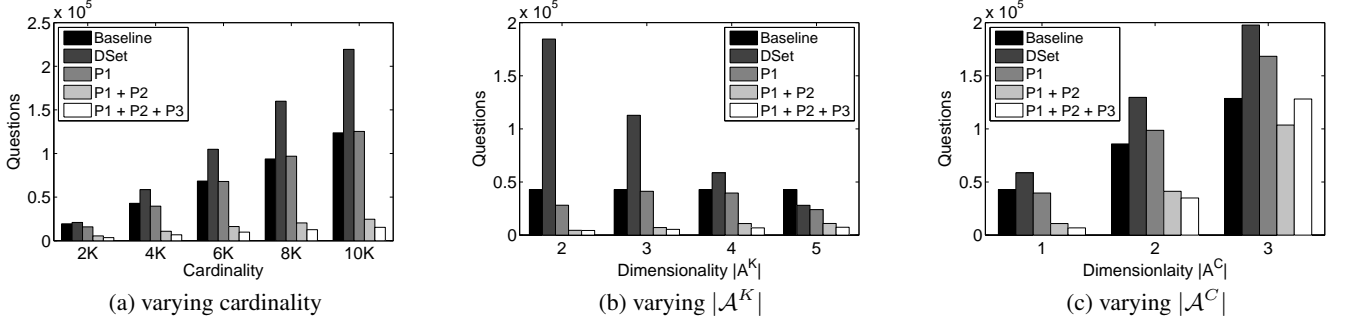 x 10^5
2.5
2
1.5
1
0.5
0
Questions
Baseline
DSet
P1
P1 + P2
P1 + P2 + P3
2K 4K 6K 8K 10K
Cardinality
(a) varying cardinality
x 10^5
2
1.5
1
0.5
0
Questions
Baseline
DSet
P1
P1 + P2
P1 + P2 + P3
2 3 4 5
Dimensionality |A^K|
(b) varying |𝒜^K|
x 10^5
2
1.5
1
0.5
0
Questions
Baseline
DSet
P1
P1 + P2
P1 + P2 + P3
1 2 3
Dimensionlaity |A^C|
(c) varying |𝒜^C|